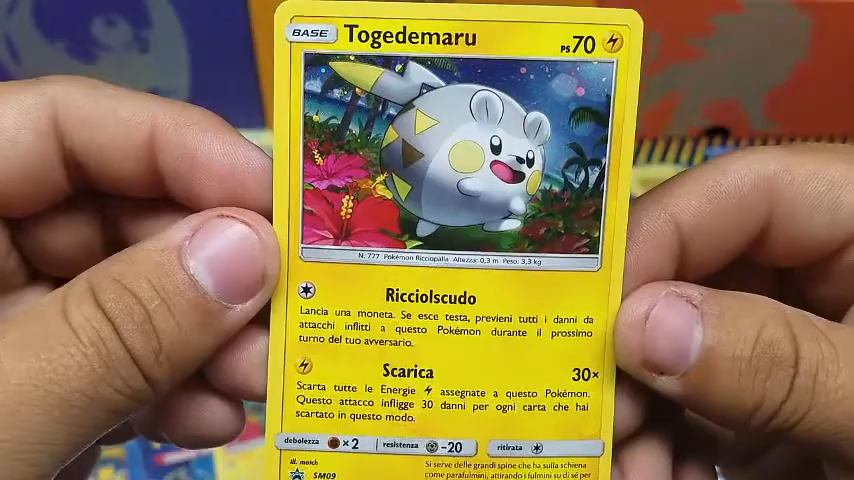 BASE Togedemaru PS 70
N. 777 Pokémon Ricciopalla Altezza: 0,3 m Peso: 3,3 kg
Ricciolscudo
Lancia una moneta. Se esce testa, previeni tutti i danni da
attacchi inflitti a questo Pokémon durante il prossimo
turno del tuo avversario.
Scarica 30×
Scarta tutte le Energie assegnate a questo Pokémon.
Questo attacco infligge 30 danni per ogni carta che hai
scartato in questo modo.
debolezza ×2 resistenza -20 ritirata
Ill. match
SM09
Si serve delle grandi spine che ha sulla schiena
come parafulmini, attirando i fulmini su di sé per